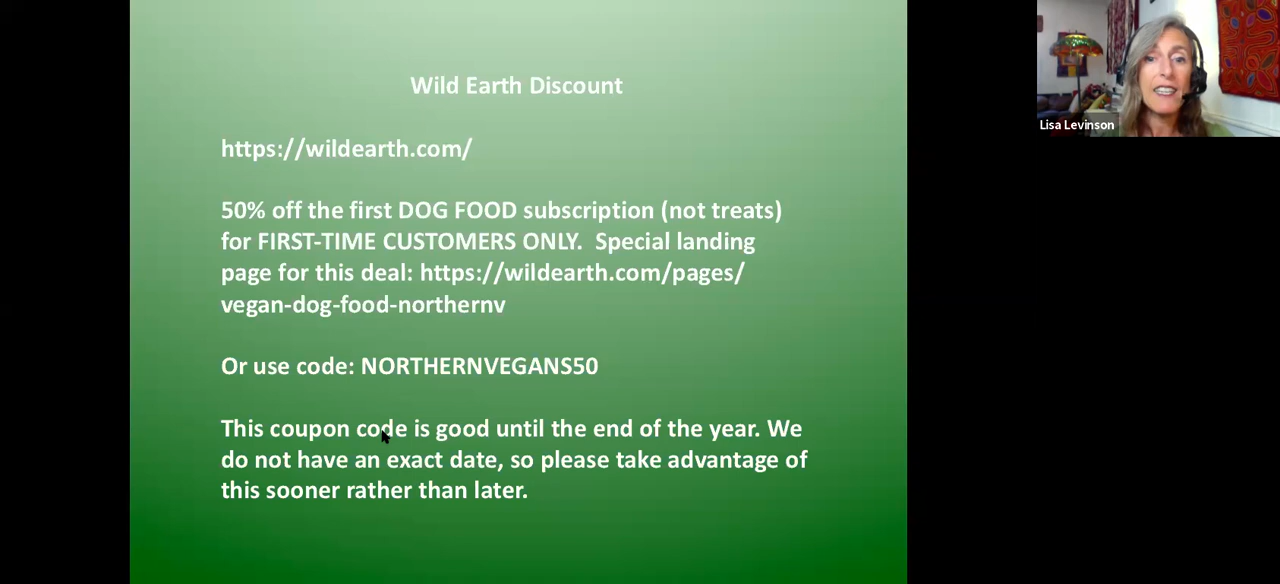 Wild Earth Discount
https://wildearth.com/
50% off the first DOG FOOD subscription (not treats)
for FIRST-TIME CUSTOMERS ONLY.  Special landing
page for this deal: https://wildearth.com/pages/
vegan-dog-food-northernv
Or use code: NORTHERNVEGANS50
This coupon code is good until the end of the year. We
do not have an exact date, so please take advantage of
this sooner rather than later.
Lisa Levinson